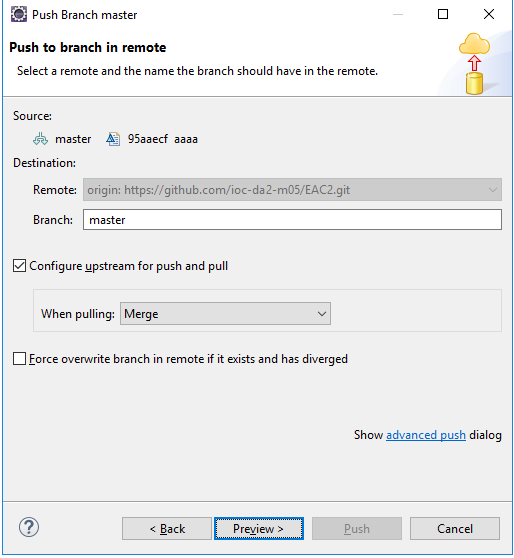 Push Branch master
Push to branch in remote
Select a remote and the name the branch should have in the remote.
Source:
master 95aaecf aaaa
Destination:
Remote: origin: https://github.com/ioc-da2-m05/EAC2.git
Branch: master
Configure upstream for push and pull
When pulling: Merge
Force overwrite branch in remote if it exists and has diverged
Show advanced push dialog
? < Back Preview > Push Cancel